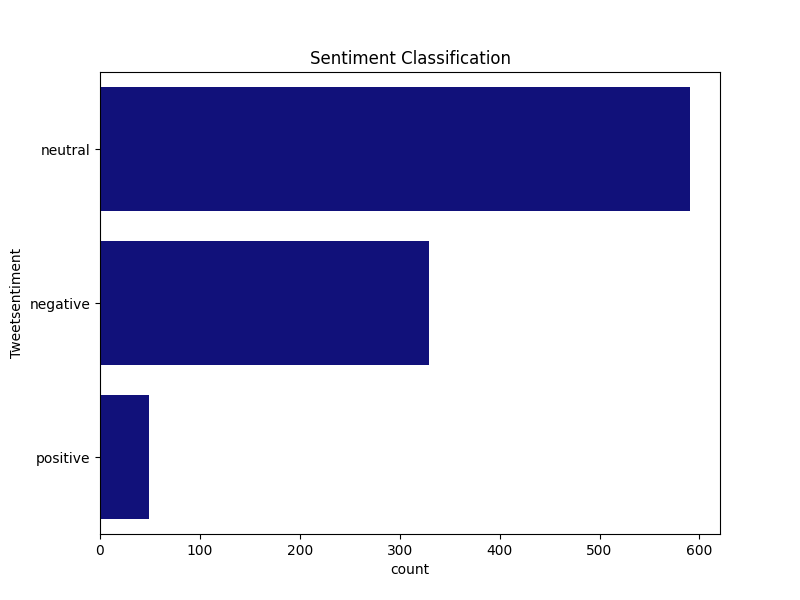 Sentiment Classification
Tweetsentiment
neutral
negative
positive
0 100 200 300 400 500 600
count